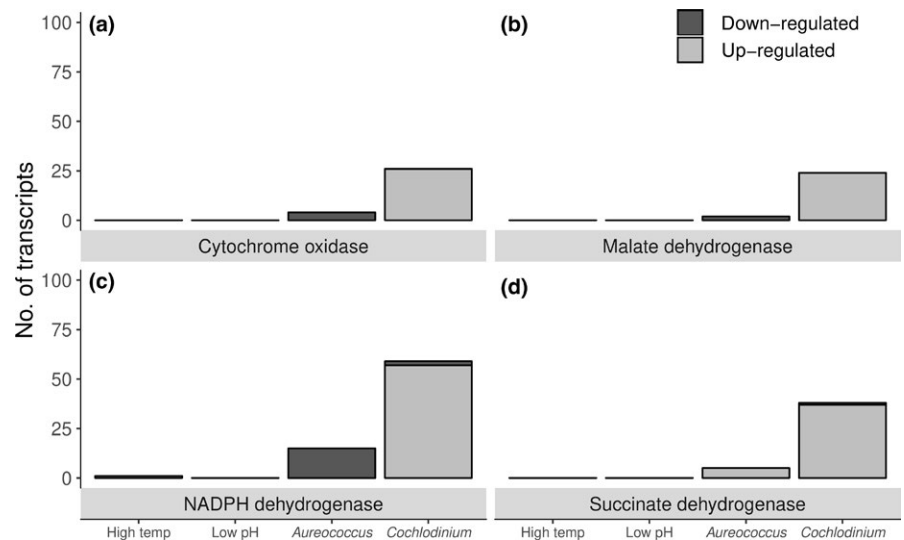 (a)
(b)
Down−regulated
Up−regulated
No. of transcripts
100
75
50
25
0
Cytochrome oxidase
Malate dehydrogenase
(c)
(d)
100
75
50
25
0
NADPH dehydrogenase
Succinate dehydrogenase
High temp Low pH Aureococcus Cochlodinium
High temp Low pH Aureococcus Cochlodinium